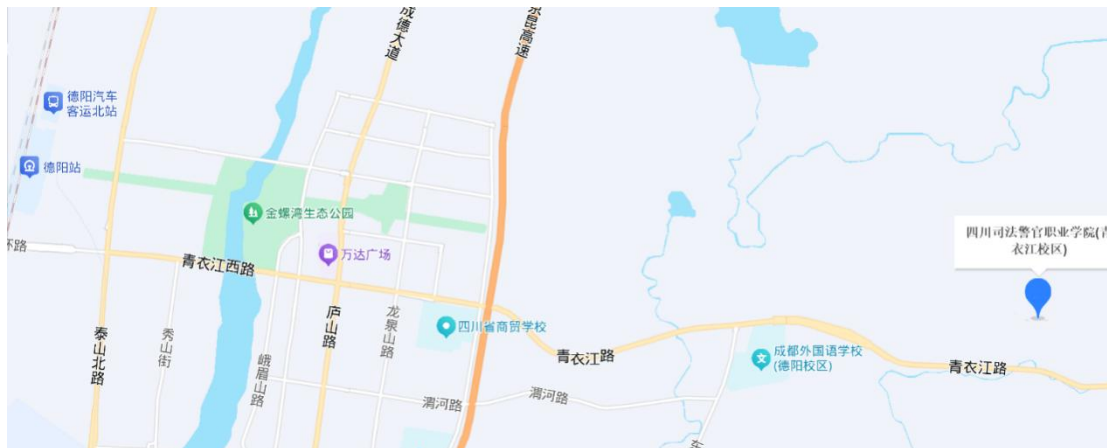 成德大道
京昆高速
德阳汽车
客运北站
德阳站
金螺湾生态公园
万达广场
环路
青衣江西路
四川司法警官职业学院(青
衣江校区)
泰山北路
秀山街
峨眉山路
庐山路
龙泉山路
四川省商贸学校
青衣江路
成都外国语学校
(德阳校区)
青衣江路
渭河路
渭河路
东